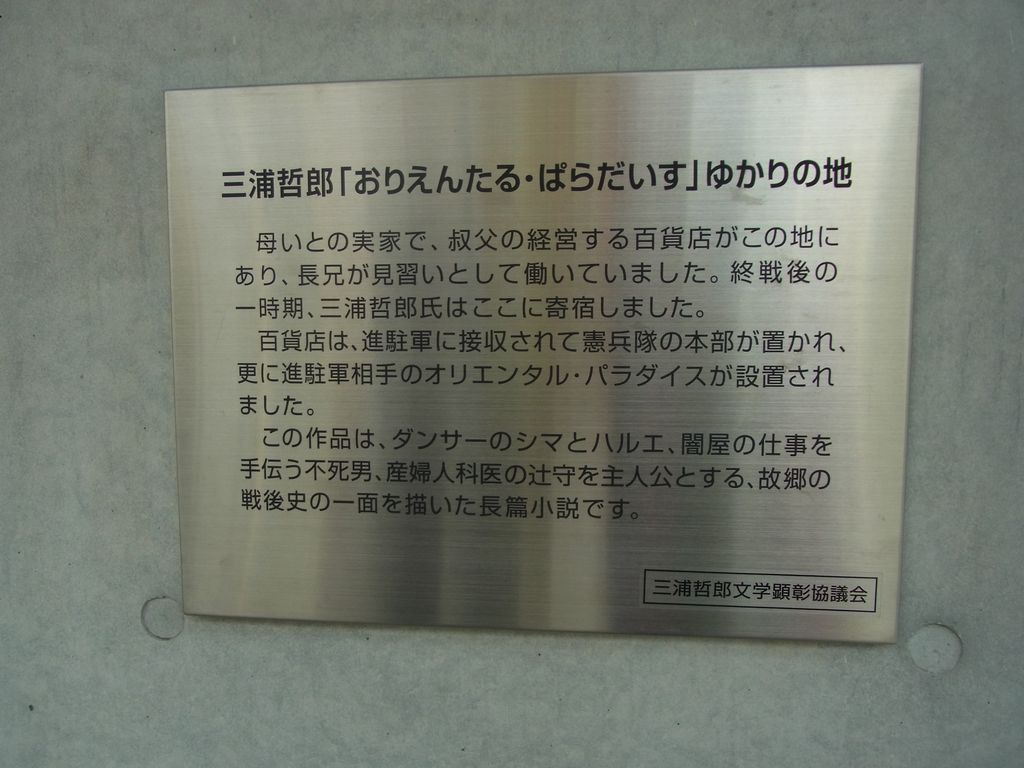 三浦哲郎「おりえんたる・ぱらだいす」ゆかりの地
母いとの実家で、叔父の経営する百貨店がこの地に
あり、長兄が見習いとして働いていました。終戦後の
一時期、三浦哲郎氏はここに寄宿しました。
百貨店は、進駐軍に接収されて憲兵隊の本部が置かれ、
更に進駐軍相手のオリエンタル・パラダイスが設置され
ました。
この作品は、ダンサーのシマとハルエ、闇屋の仕事を
手伝う不死男、産婦人科医の辻守を主人公とする、故郷の
戦後史の一面を描いた長篇小説です。
三浦哲郎文学顕彰協議会